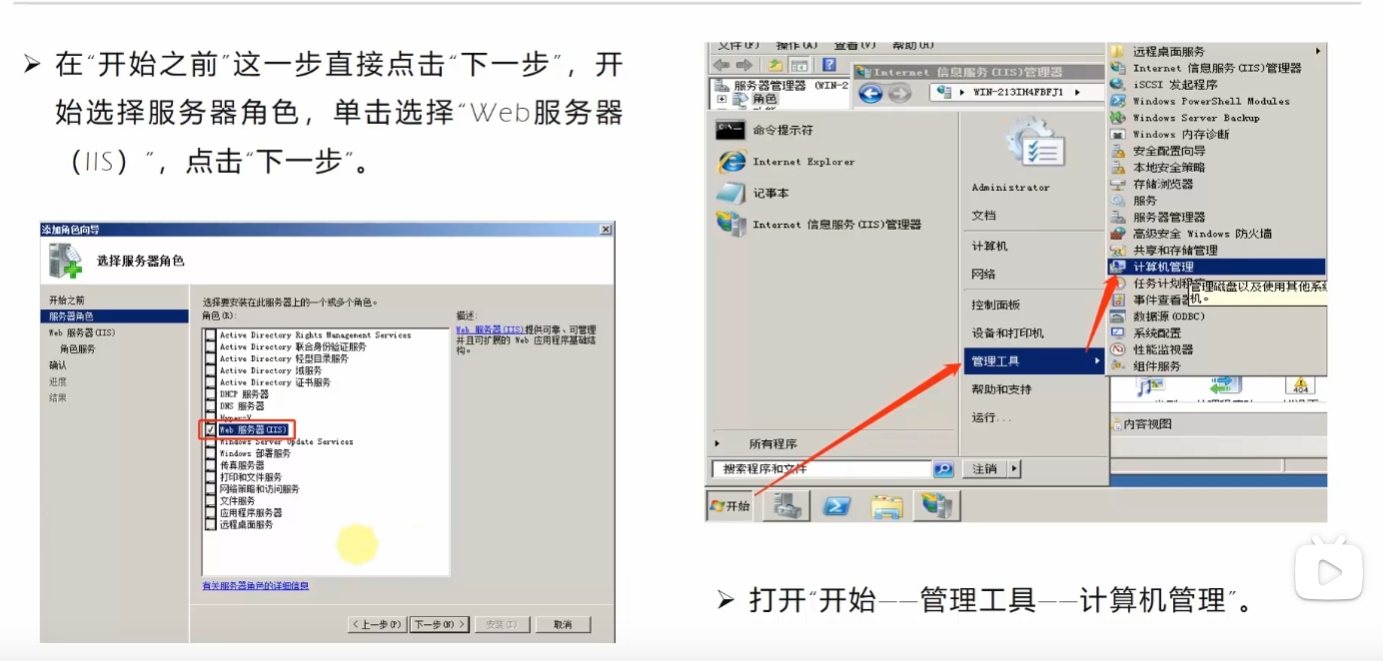 ➢ 在“开始之前”这一步直接点击“下一步”，开
始选择服务器角色，单击选择“Web服务器
（IIS）”，点击“下一步”。
添加角色向导
选择服务器角色
开始之前
服务器角色
Web 服务器(IIS)
角色服务
确认
进度
结果
选择要安装在此服务器上的一个或多个角色。
角色(R):
Active Directory Rights Management Services
Active Directory 联合身份验证服务
Active Directory 轻型目录服务
Active Directory 域服务
Active Directory 证书服务
DHCP 服务器
DNS 服务器
Hyper-V
Web 服务器(IIS)
Windows Server Update Services
Windows 部署服务
传真服务器
打印和文件服务
网络策略和访问服务
文件服务
应用程序服务器
远程桌面服务
有关服务器角色的详细信息
描述:
Web 服务器(IIS)提供可靠、可管理
并且可扩展的 Web 应用程序基础结
构。
< 上一步(P)
下一步(N) >
安装(I)
取消
文件(F) 操作(A) 查看(V) 帮助(H)
服务器管理器 (WIN-2
角色
Internet 信息服务(IIS)管理器
WIN-213IN4FBFJ1
命令提示符
Internet Explorer
记事本
Internet 信息服务(IIS)管理器
所有程序
搜索程序和文件
开始
Administrator
文档
计算机
网络
控制面板
设备和打印机
管理工具
帮助和支持
运行...
注销
远程桌面服务
Internet 信息服务(IIS)管理器
iSCSI 发起程序
Windows PowerShell Modules
Windows Server Backup
Windows 内存诊断
安全配置向导
本地安全策略
存储浏览器
服务
服务器管理器
高级安全 Windows 防火墙
共享和存储管理
计算机管理
任务计划程序
管理磁盘以及使用其他系
机。
事件查看器
数据源(ODBC)
系统配置
性能监视器
组件服务
404
内容视图
➢ 打开“开始——管理工具——计算机管理”。